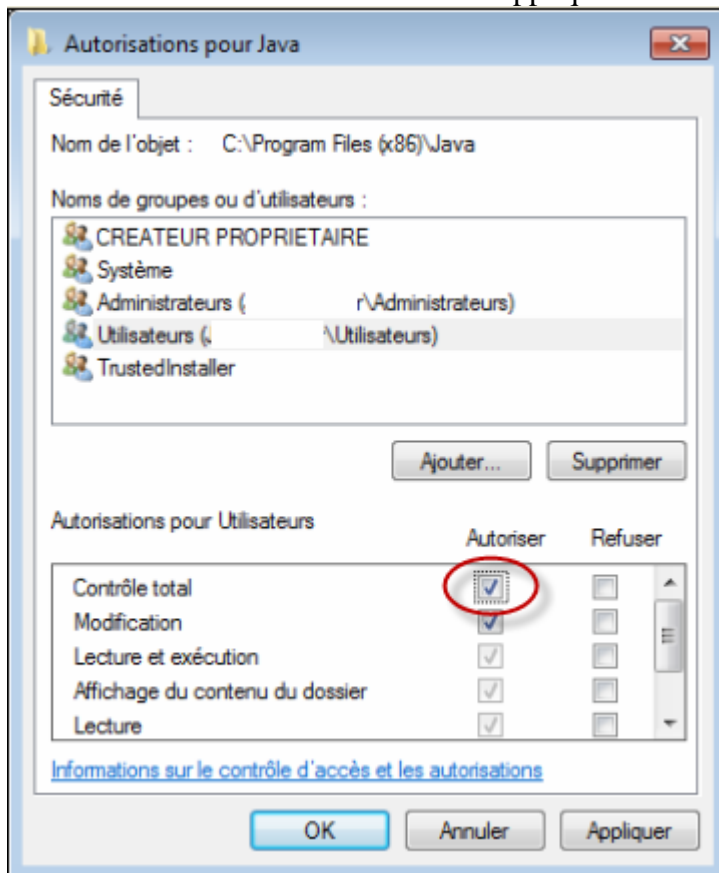 Autorisations pour Java
Sécurité
Nom de l'objet : C:\Program Files (x86)\Java
Noms de groupes ou d'utilisateurs :
CREATEUR PROPRIETAIRE
Système
Administrateurs ( r\Administrateurs)
Utilisateurs ( \Utilisateurs)
TrustedInstaller
Ajouter... Supprimer
Autorisations pour Utilisateurs Autoriser Refuser
Contrôle total
Modification
Lecture et exécution
Affichage du contenu du dossier
Lecture
Informations sur le contrôle d'accès et les autorisations
OK Annuler Appliquer